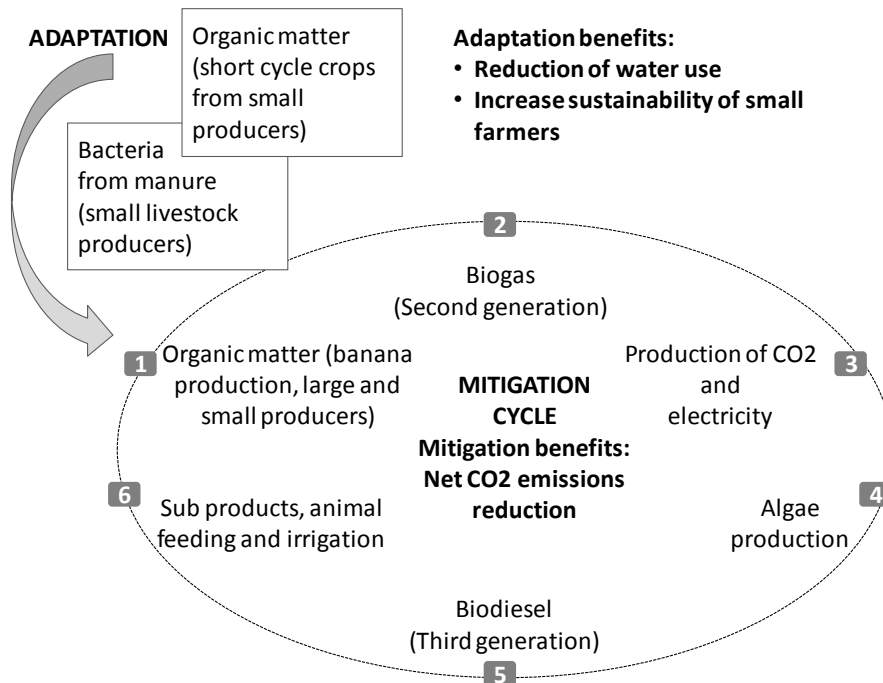 ADAPTATION
Organic matter
(short cycle crops
from small
producers)
Bacteria
from manure
(small livestock
producers)
Adaptation benefits:
• Reduction of water use
• Increase sustainability of small
farmers
2
Biogas
(Second generation)
1
Organic matter (banana
production, large and
small producers)
Production of CO2
and
electricity
3
MITIGATION
CYCLE
Mitigation benefits:
Net CO2 emissions
reduction
6
Sub products, animal
feeding and irrigation
Algae
production
4
Biodiesel
(Third generation)
5